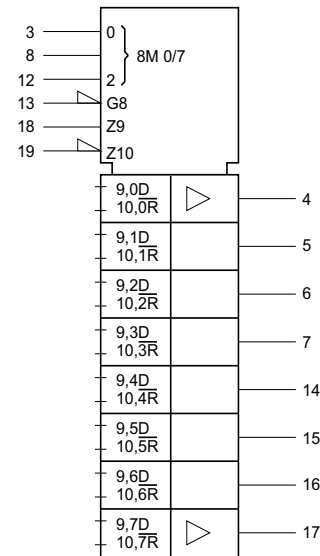 3 0
8 8M 0/7
12 2
13 G8
18 Z9
19 Z10
9,0D 4
10,0R
9,1D 5
10,1R
9,2D 6
10,2R
9,3D 7
10,3R
9,4D 14
10,4R
9,5D 15
10,5R
9,6D 16
10,6R
9,7D 17
10,7R